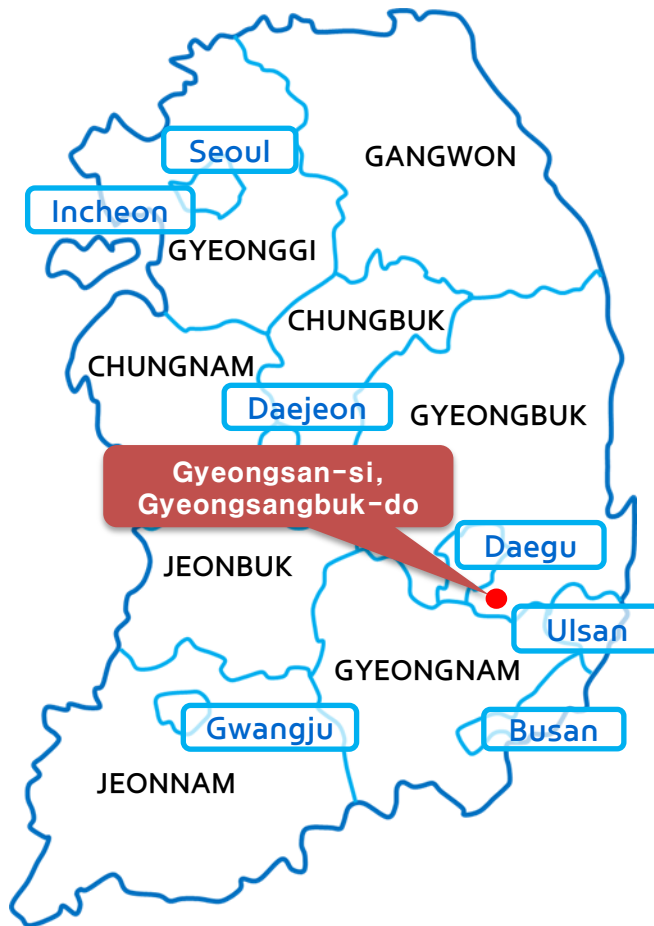 Seoul
GANGWON
Incheon
GYEONGGI
CHUNGBUK
CHUNGNAM
Daejeon
GYEONGBUK
Gyeongsan-si,
Gyeongsangbuk-do
Daegu
JEONBUK
Ulsan
GYEONGNAM
Gwangju
Busan
JEONNAM